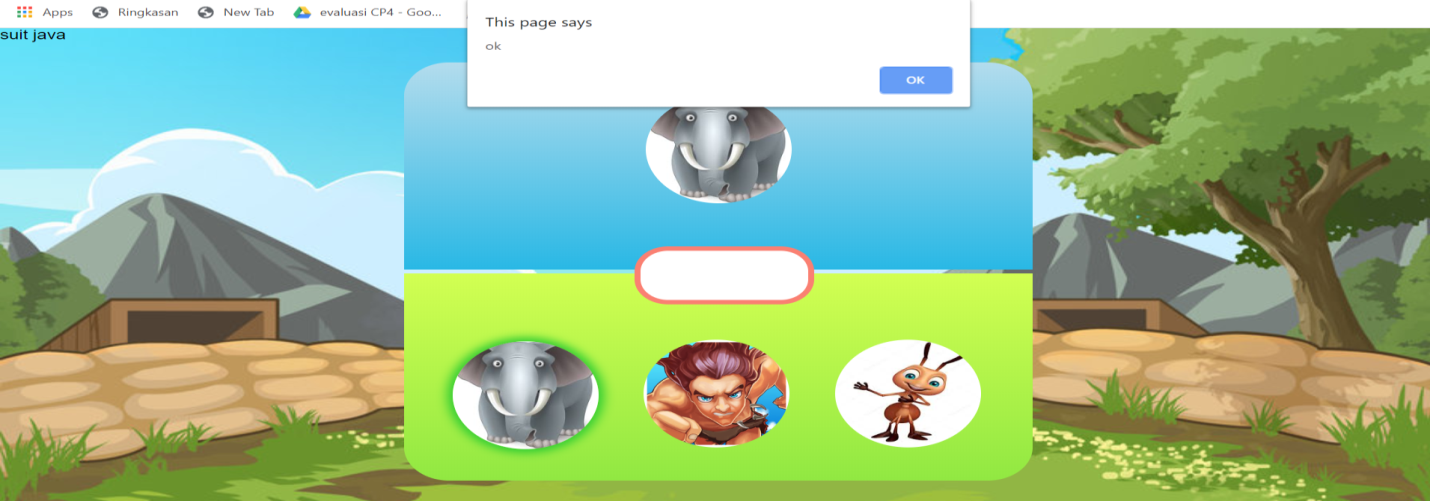 Apps Ringkasan New Tab evaluasi CP4 - Goo...
This page says
ok
OK
suit java